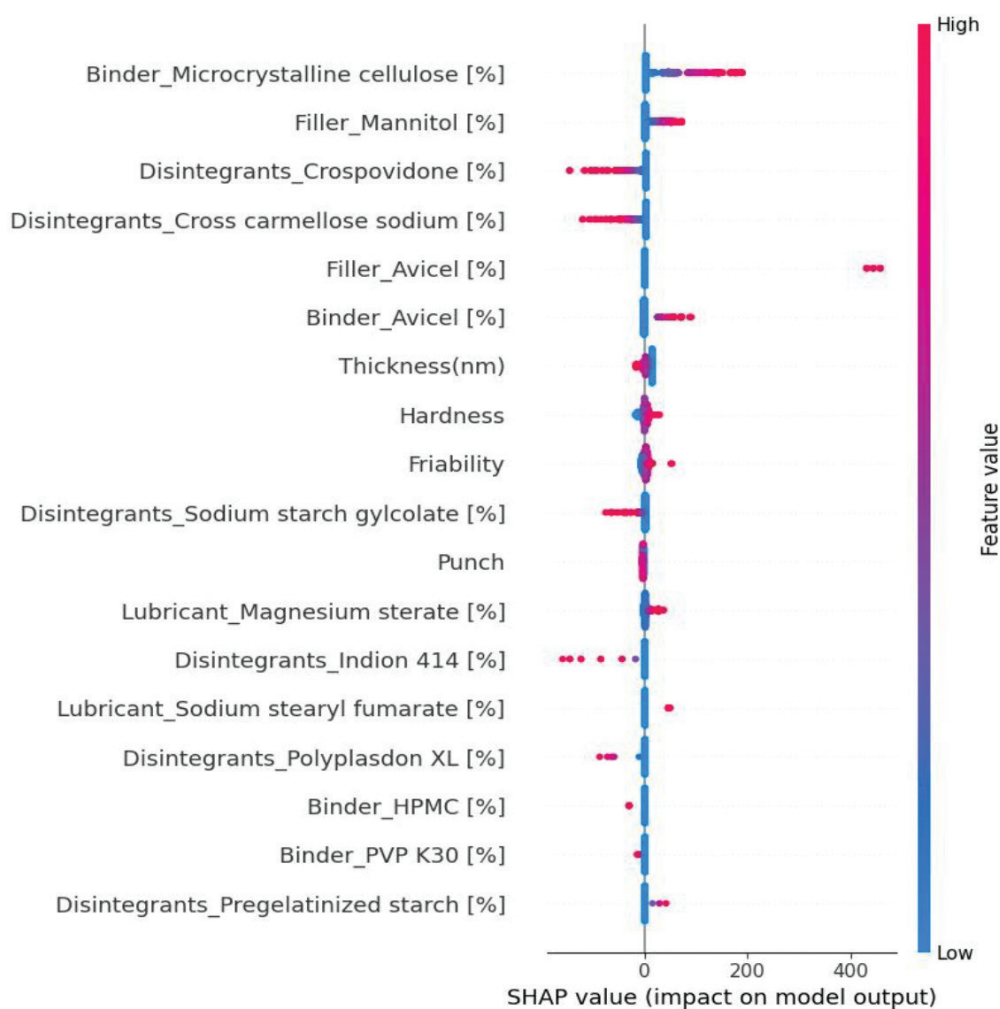 High
Binder_Microcrystalline cellulose [%]
Filler_Mannitol [%]
Disintegrants_Crospovidone [%]
Disintegrants_Cross carmellose sodium [%]
Filler_Avicel [%]
Binder_Avicel [%]
Thickness(nm)
Hardness
Friability
Disintegrants_Sodium starch gylcolate [%]
Punch
Lubricant_Magnesium sterate [%]
Disintegrants_Indion 414 [%]
Lubricant_Sodium stearyl fumarate [%]
Disintegrants_Polyplasdon XL [%]
Binder_HPMC [%]
Binder_PVP K30 [%]
Disintegrants_Pregelatinized starch [%]
Feature value
Low
0 200 400
SHAP value (impact on model output)